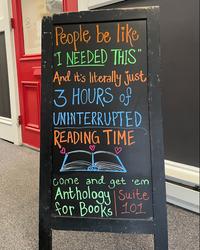 People be like
"I NEEDED THIS"
And it's literally just
3 HOURS of
UNINTERRUPTED
READING TIME
come and get 'em
Anthology
for Books
Suite
101